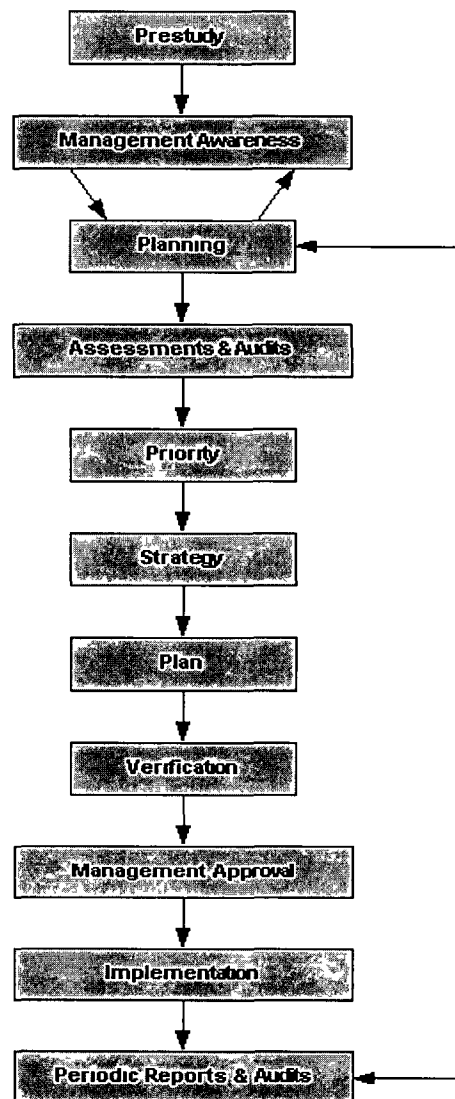 Prestudy
Management Awareness
Planning
Assessments & Audits
Priority
Strategy
Plan
Verification
Management Approval
Implementation
Periodic Reports & Audits